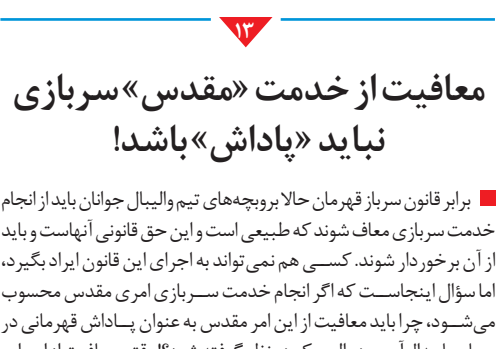 ۱۳
معافیت از خدمت «مقدس» سربازی
نباید «پاداش» باشد!
برابر قانون سرباز قهرمان حالا بروبچه‌های تیم والیبال جوانان باید از انجام
خدمت سربازی معاف شوند که طبیعی است و این حق قانونی آنهاست و باید
از آن برخوردار شوند. کسی هم نمی‌تواند به اجرای این قانون ایراد بگیرد،
اما سؤال اینجاست که اگر انجام خدمت سربازی امری مقدس محسوب
می‌شود، چرا باید معافیت از این امر مقدس به عنوان پاداش قهرمانی در